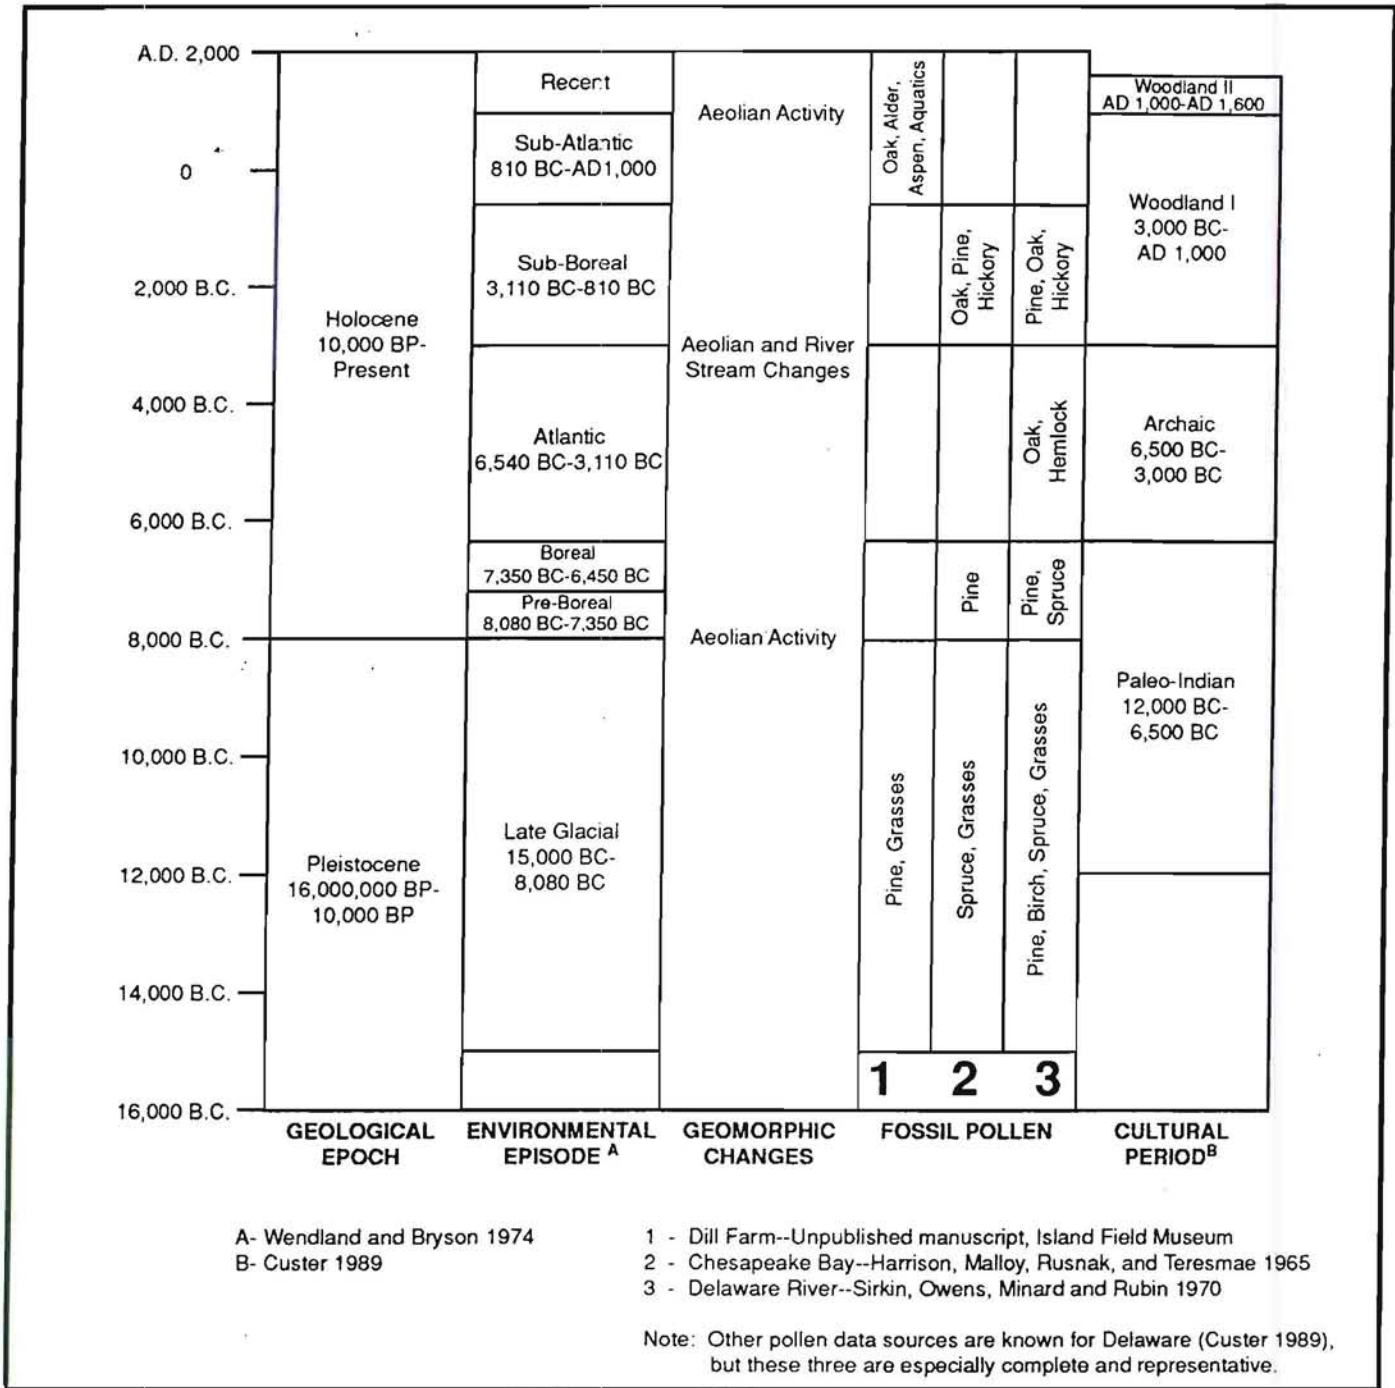 A.D. 2,000
0
2,000 B.C.
4,000 B.C.
6,000 B.C.
8,000 B.C.
10,000 B.C.
12,000 B.C.
14,000 B.C.
16,000 B.C.
Holocene
10,000 BP-
Present
Pleistocene
16,000,000 BP-
10,000 BP
GEOLOGICAL
EPOCH
Recent
Sub-Atlantic
810 BC-AD1,000
Sub-Boreal
3,110 BC-810 BC
Atlantic
6,540 BC-3,110 BC
Boreal
7,350 BC-6,450 BC
Pre-Boreal
8,080 BC-7,350 BC
Late Glacial
15,000 BC-
8,080 BC
ENVIRONMENTAL
EPISODE A
Aeolian Activity
Aeolian and River
Stream Changes
Aeolian Activity
GEOMORPHIC
CHANGES
Oak, Alder,
Aspen, Aquatics
Pine, Grasses
1
Oak, Pine,
Hickory
Pine
Spruce, Grasses
2
Pine, Oak,
Hickory
Oak,
Hemlock
Pine,
Spruce
Pine, Birch, Spruce, Grasses
3
FOSSIL POLLEN
Woodland II
AD 1,000-AD 1,600
Woodland I
3,000 BC-
AD 1,000
Archaic
6,500 BC-
3,000 BC
Paleo-Indian
12,000 BC-
6,500 BC
CULTURAL
PERIOD B
A- Wendland and Bryson 1974
B- Custer 1989
1 - Dill Farm--Unpublished manuscript, Island Field Museum
2 - Chesapeake Bay--Harrison, Malloy, Rusnak, and Teresmae 1965
3 - Delaware River--Sirkin, Owens, Minard and Rubin 1970
Note: Other pollen data sources are known for Delaware (Custer 1989),
but these three are especially complete and representative.